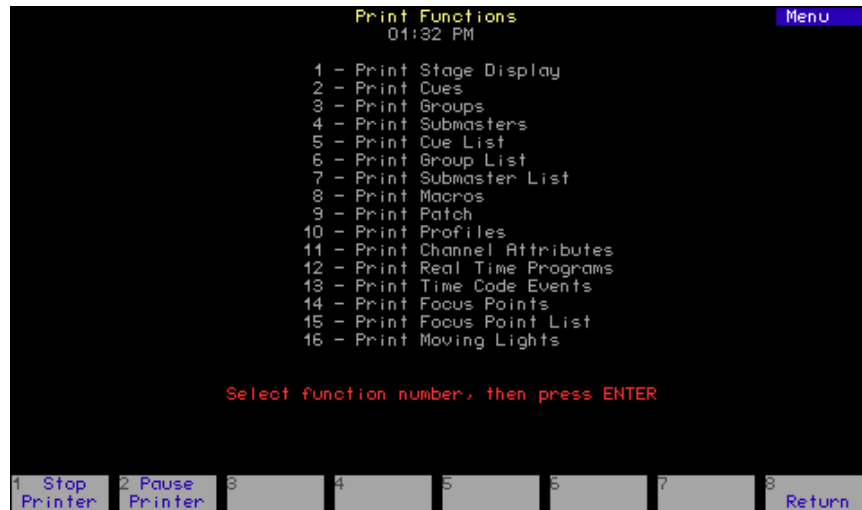 Print Functions
Menu
01:32 PM
1 - Print Stage Display
2 - Print Cues
3 - Print Groups
4 - Print Submasters
5 - Print Cue List
6 - Print Group List
7 - Print Submaster List
8 - Print Macros
9 - Print Patch
10 - Print Profiles
11 - Print Channel Attributes
12 - Print Real Time Programs
13 - Print Time Code Events
14 - Print Focus Points
15 - Print Focus Point List
16 - Print Moving Lights
Select function number, then press ENTER
1 Stop Printer
2 Pause Printer
3
4
5
6
7
8 Return